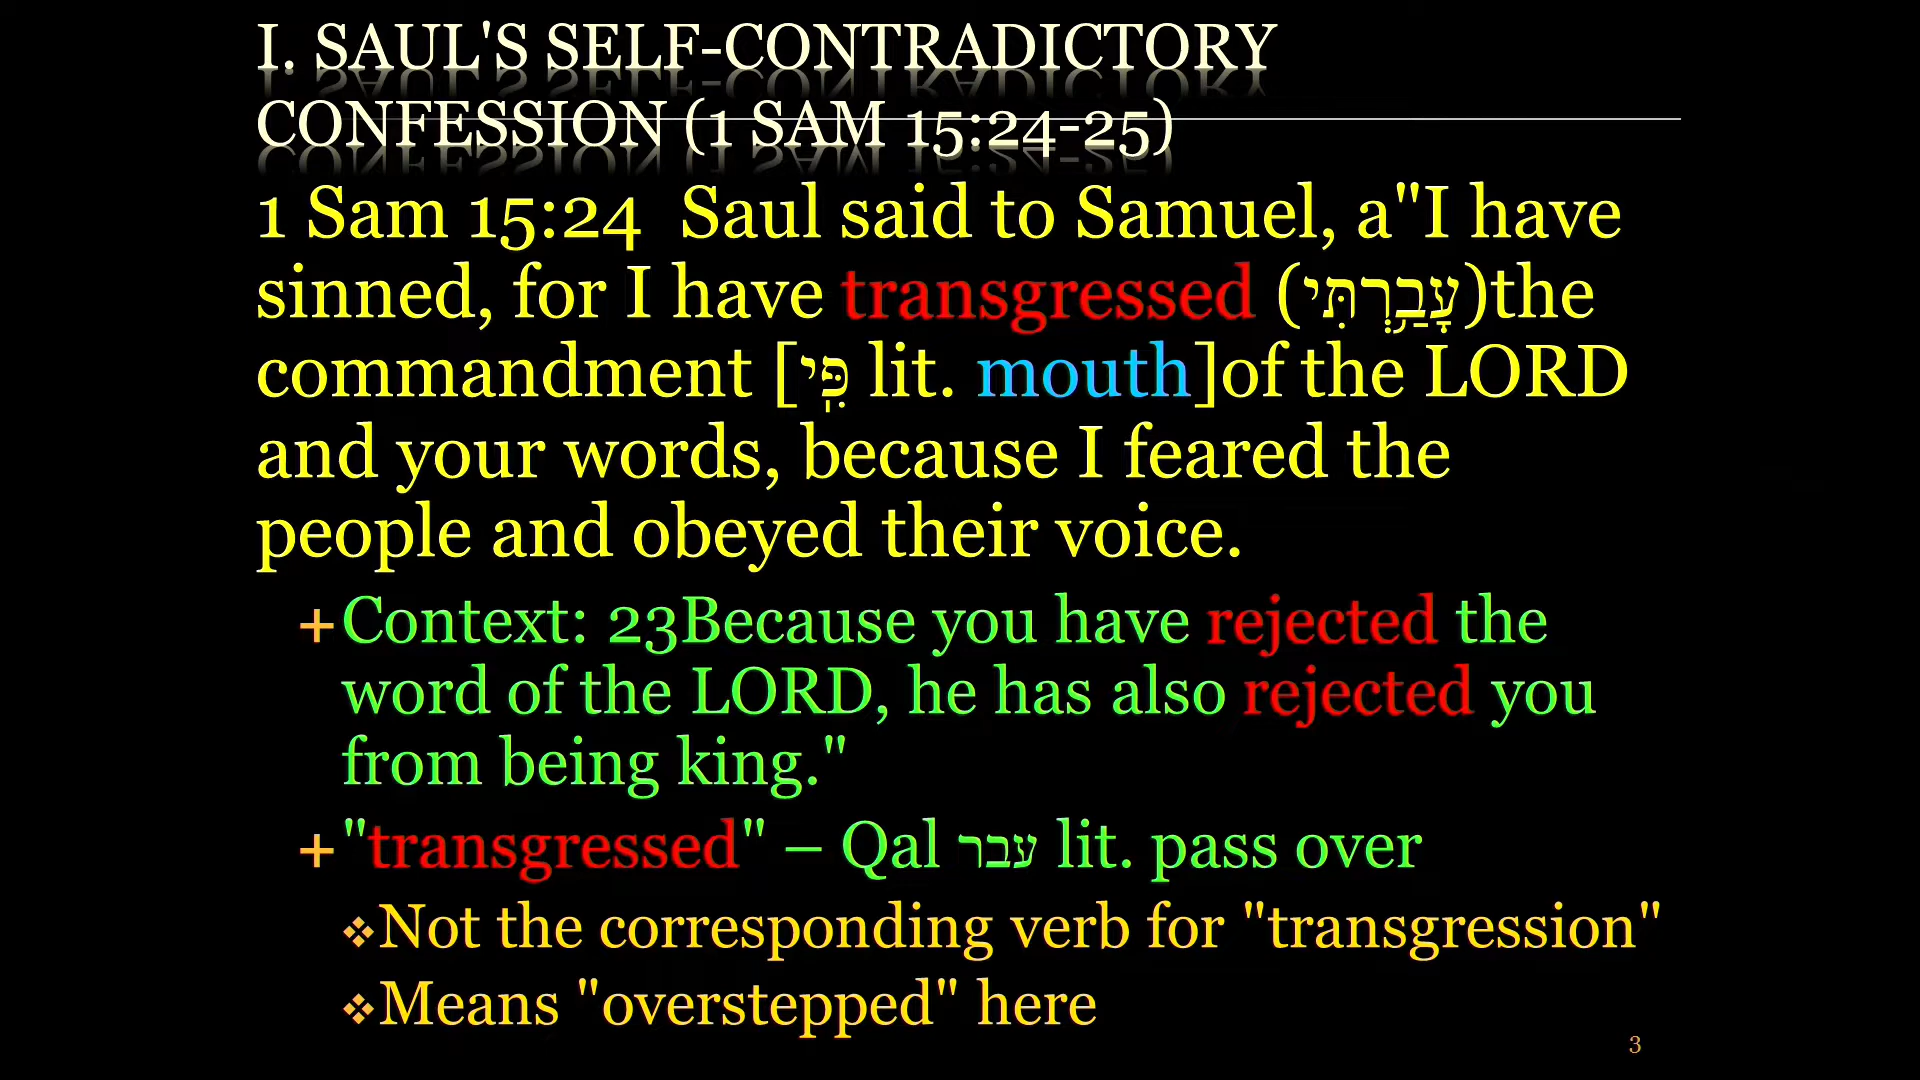 I. SAUL'S SELF-CONTRADICTORY
CONFESSION (1 SAM 15:24-25)
1 Sam 15:24  Saul said to Samuel, a"I have
sinned, for I have transgressed (עָבַ֥רְתִּי)the
commandment [פִּֽי lit. mouth]of the LORD
and your words, because I feared the
people and obeyed their voice.
+Context: 23Because you have rejected the
word of the LORD, he has also rejected you
from being king."
+"transgressed" – Qal עבר lit. pass over
❖Not the corresponding verb for "transgression"
❖Means "overstepped" here
3